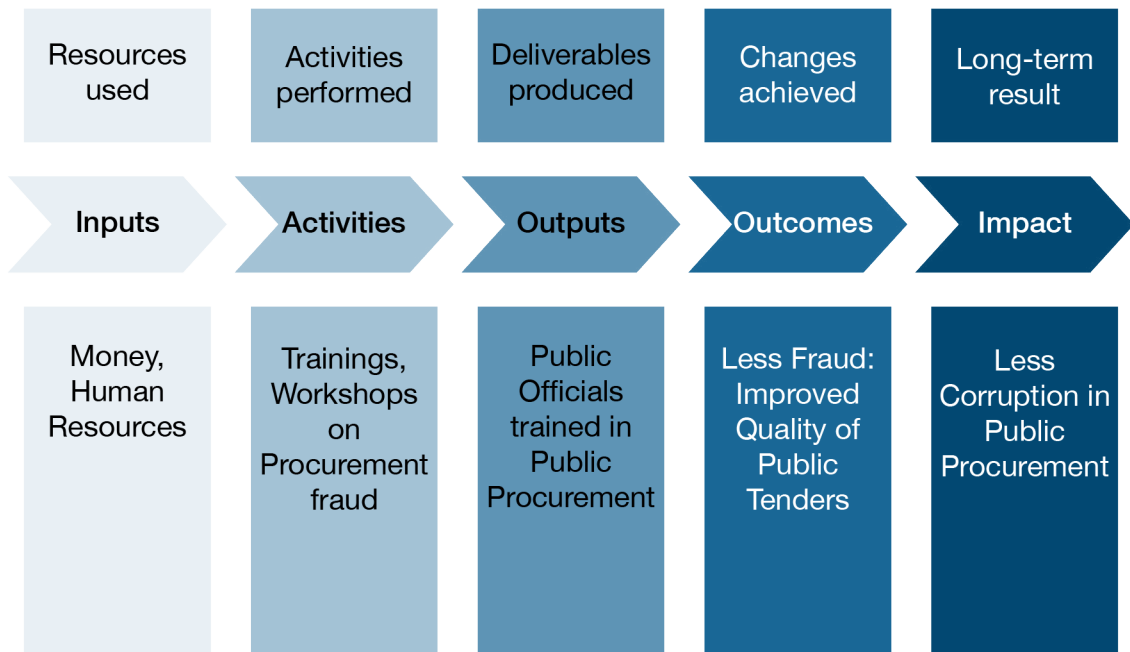 Resources
used
Activities
performed
Deliverables
produced
Changes
achieved
Long-term
result
Inputs
Activities
Outputs
Outcomes
Impact
Money,
Human
Resources
Trainings,
Workshops
on
Procurement
fraud
Public
Officials
trained in
Public
Procurement
Less Fraud:
Improved
Quality of
Public
Tenders
Less
Corruption in
Public
Procurement